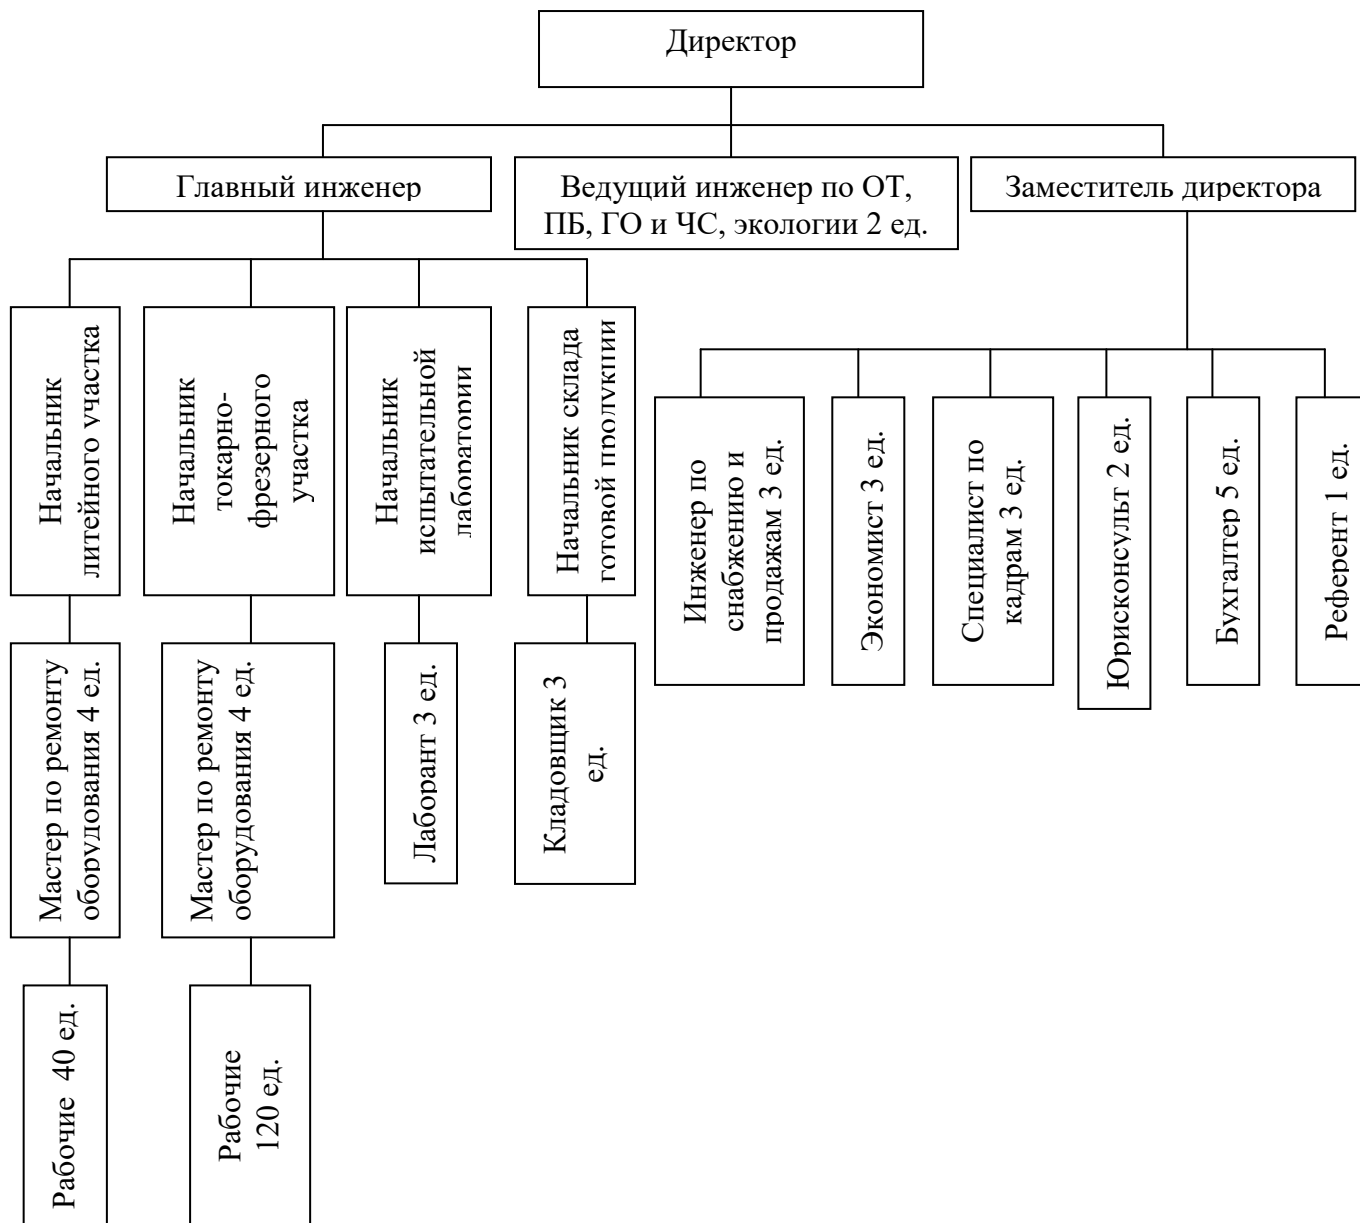 Директор
Главный инженер
Ведущий инженер по ОТ,
ПБ, ГО и ЧС, экологии 2 ед.
Заместитель директора
Начальник
литейного участка
Начальник
токарно-
фрезерного
участка
Начальник
испытательной
лаборатории
Начальник склада
готовой продукции
Инженер по
снабжению и
продажам 3 ед.
Экономист 3 ед.
Специалист по
кадрам 3 ед.
Юрисконсульт 2 ед.
Бухгалтер 5 ед.
Референт 1 ед.
Мастер по ремонту
оборудования 4 ед.
Мастер по ремонту
оборудования 4 ед.
Лаборант 3 ед.
Кладовщик 3
ед.
Рабочие 40 ед.
Рабочие
120 ед.